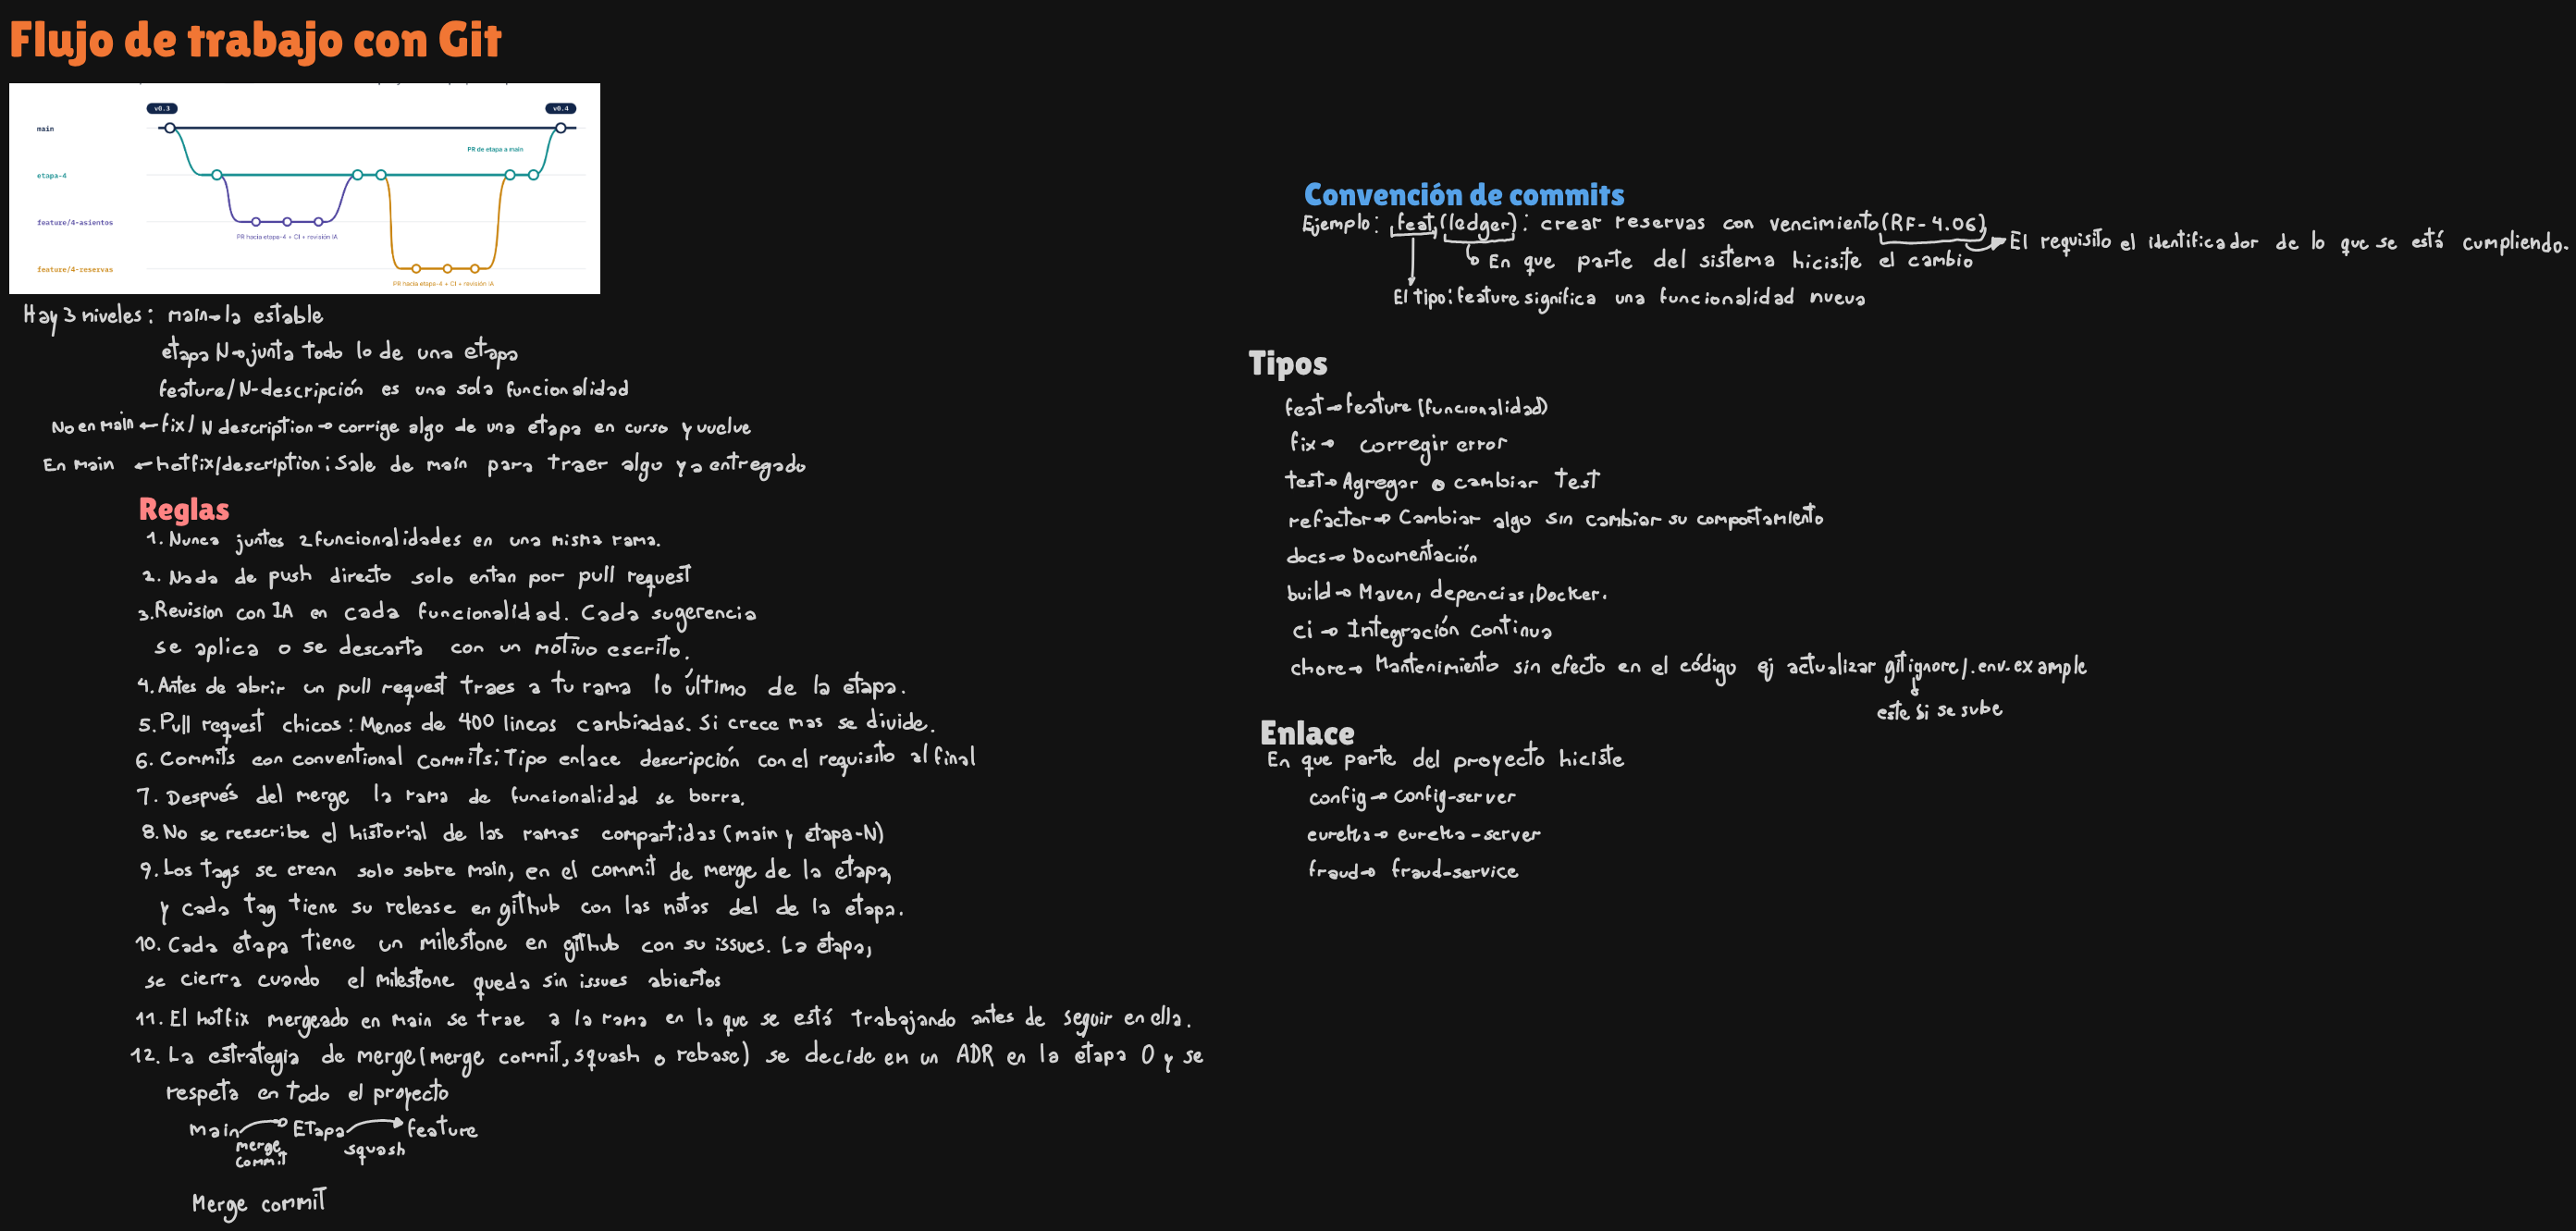 Flujo de trabajo con Git
v0.3
v0.4
main
PR de etapa a main
etapa-4
feature/4-asientos
PR hacia etapa-4 + CI + revisión IA
feature/4-reservas
PR hacia etapa-4 + CI + revisión IA
Hay 3 niveles: main→la estable
etapa N→junta todo lo de una etapa
feature/N-descripción es una sola funcionalidad
No en main ← fix/ N description → corrige algo de una etapa en curso y vuelve
En main ← hotfix/description: Sale de main para traer algo ya entregado
Reglas
1. Nunca juntes 2 funcionalidades en una misma rama.
2. Nada de push directo solo entan por pull request
3. Revision con IA en cada funcionalidad. Cada sugerencia
se aplica o se descarta con un motivo escrito.
4. Antes de abrir un pull request traes a tu rama lo último de la etapa.
5. Pull request chicos: Menos de 400 lineas cambiadas. Si crece mas se divide.
6. Commits con conventional commits: Tipo enlace descripción con el requisito al final
7. Después del merge la rama de funcionalidad se borra.
8. No se reescribe el historial de las ramas compartidas (main y etapa-N)
9. Los tags se crean solo sobre main, en el commit de merge de la etapa,
y cada tag tiene su release en github con las notas del de la etapa.
10. Cada etapa tiene un milestone en github con su issues. La etapa,
se cierra cuando el milestone queda sin issues abiertos
11. El hotfix mergeado en main se trae a la rama en la que se está trabajando antes de seguir en ella.
12. La estrategia de merge (merge commit, squash o rebase) se decide en un ADR en la etapa 0 y se
respeta en todo el proyecto
main → Etapa → feature
merge commit squash
Merge commit
Convención de commits
Ejemplo: feat (ledger): crear reservas con vencimiento (RF-4.06)
→ El requisito el identificador de lo que se está cumpliendo.
→ En que parte del sistema hicisite el cambio
El tipo: feature significa una funcionalidad nueva
Tipos
feat → feature (funcionalidad)
fix → corregir error
test → Agregar o cambiar test
refactor → Cambiar algo sin cambiar su comportamiento
docs → Documentación
build → Maven, depencias, Docker.
ci → Integración continua
chore → Mantenimiento sin efecto en el código ej actualizar gitignore/.env.example
este si se sube
Enlace
En que parte del proyecto hiciste
config → config-server
eureka → eureka-server
fraud → fraud-service